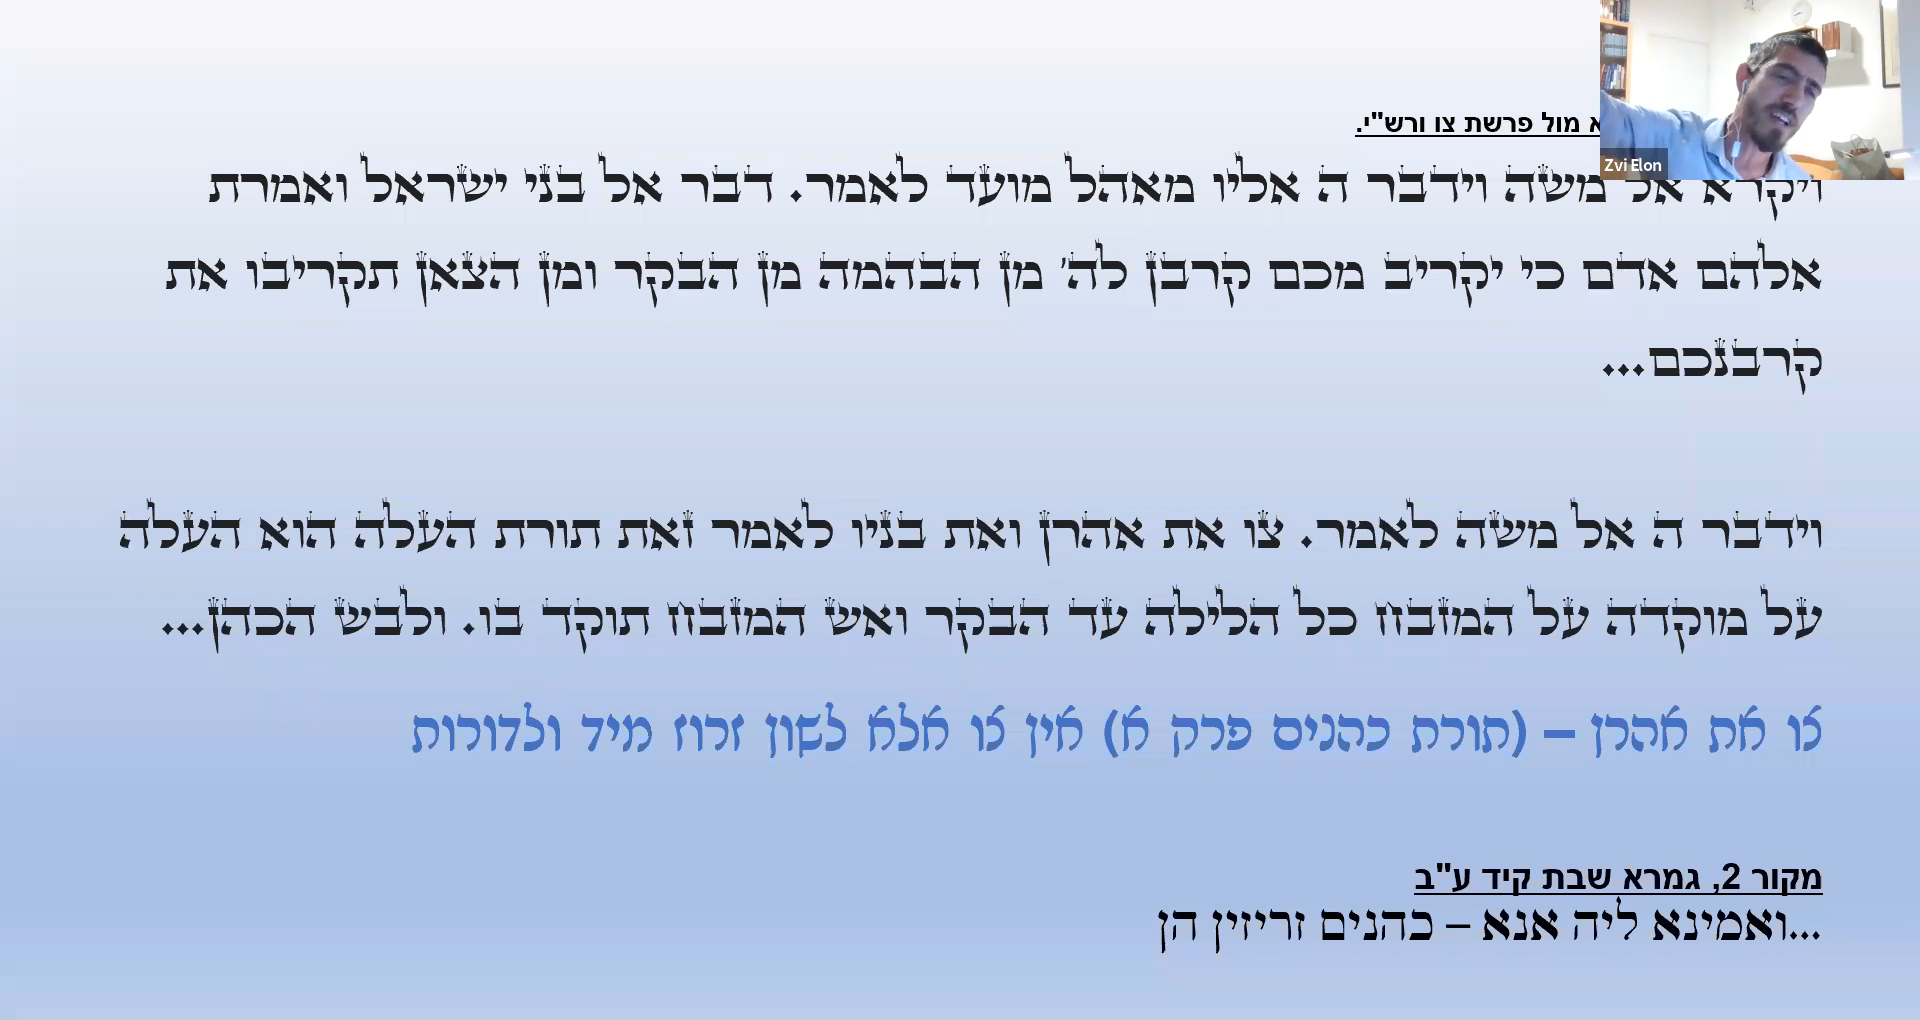 Zvi Elon
מול פרשת צו ורש"י.
ויקרא אל משה וידבר ה אליו מאהל מועד לאמר. דבר אל בני ישראל ואמרת
אלהם אדם כי יקריב מכם קרבן לה' מן הבהמה מן הבקר ומן הצאן תקריבו את
קרבנכם...
וידבר ה אל משה לאמר. צו את אהרן ואת בניו לאמר זאת תורת העלה הוא העלה
על מוקדה על המזבח כל הלילה עד הבקר ואש המזבח תוקד בו. ולבש הכהן...
צו את אהרן – (תורת כהנים פרק א) אין צו אלא לשון זרוז מיד ולדורות
מקור 2, גמרא שבת קיד ע"ב
...ואמינא ליה אנא – כהנים זריזין הן